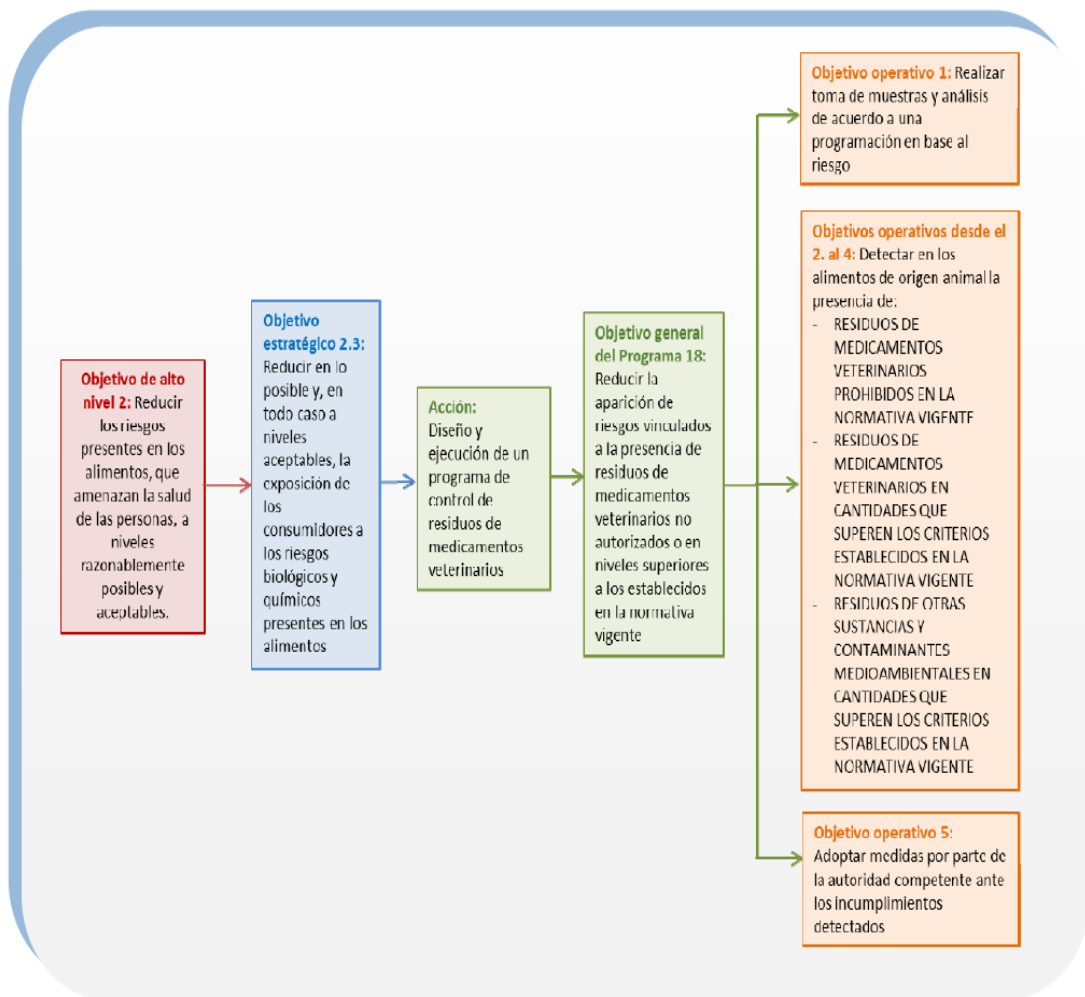 Objetivo de alto
nivel 2: Reducir
los riesgos
presentes en los
alimentos, que
amenazan la salud
de las personas, a
niveles
razonablemente
posibles y
aceptables.
Objetivo
estratégico 2.3:
Reducir en lo
posible y, en
todo caso a
niveles
aceptables, la
exposición de
los
consumidores a
los riesgos
biológicos y
químicos
presentes en los
alimentos
Acción:
Diseño y
ejecución de un
programa de
control de
residuos de
medicamentos
veterinarios
Objetivo general
del Programa 18:
Reducir la
aparición de
riesgos vinculados
a la presencia de
residuos de
medicamentos
veterinarios no
autorizados o en
niveles superiores
a los establecidos
en la normativa
vigente
Objetivo operativo 1: Realizar
toma de muestras y análisis
de acuerdo a una
programación en base al
riesgo
Objetivos operativos desde el
2. al 4: Detectar en los
alimentos de origen animal la
presencia de:
- RESIDUOS DE
MEDICAMENTOS
VETERINARIOS
PROHIBIDOS EN LA
NORMATIVA VIGENTE
- RESIDUOS DE
MEDICAMENTOS
VETERINARIOS EN
CANTIDADES QUE
SUPEREN LOS CRITERIOS
ESTABLECIDOS EN LA
NORMATIVA VIGENTE
- RESIDUOS DE OTRAS
SUSTANCIAS Y
CONTAMINANTES
MEDIOAMBIENTALES EN
CANTIDADES QUE
SUPEREN LOS CRITERIOS
ESTABLECIDOS EN LA
NORMATIVA VIGENTE
Objetivo operativo 5:
Adoptar medidas por parte de
la autoridad competente ante
los incumplimientos
detectados